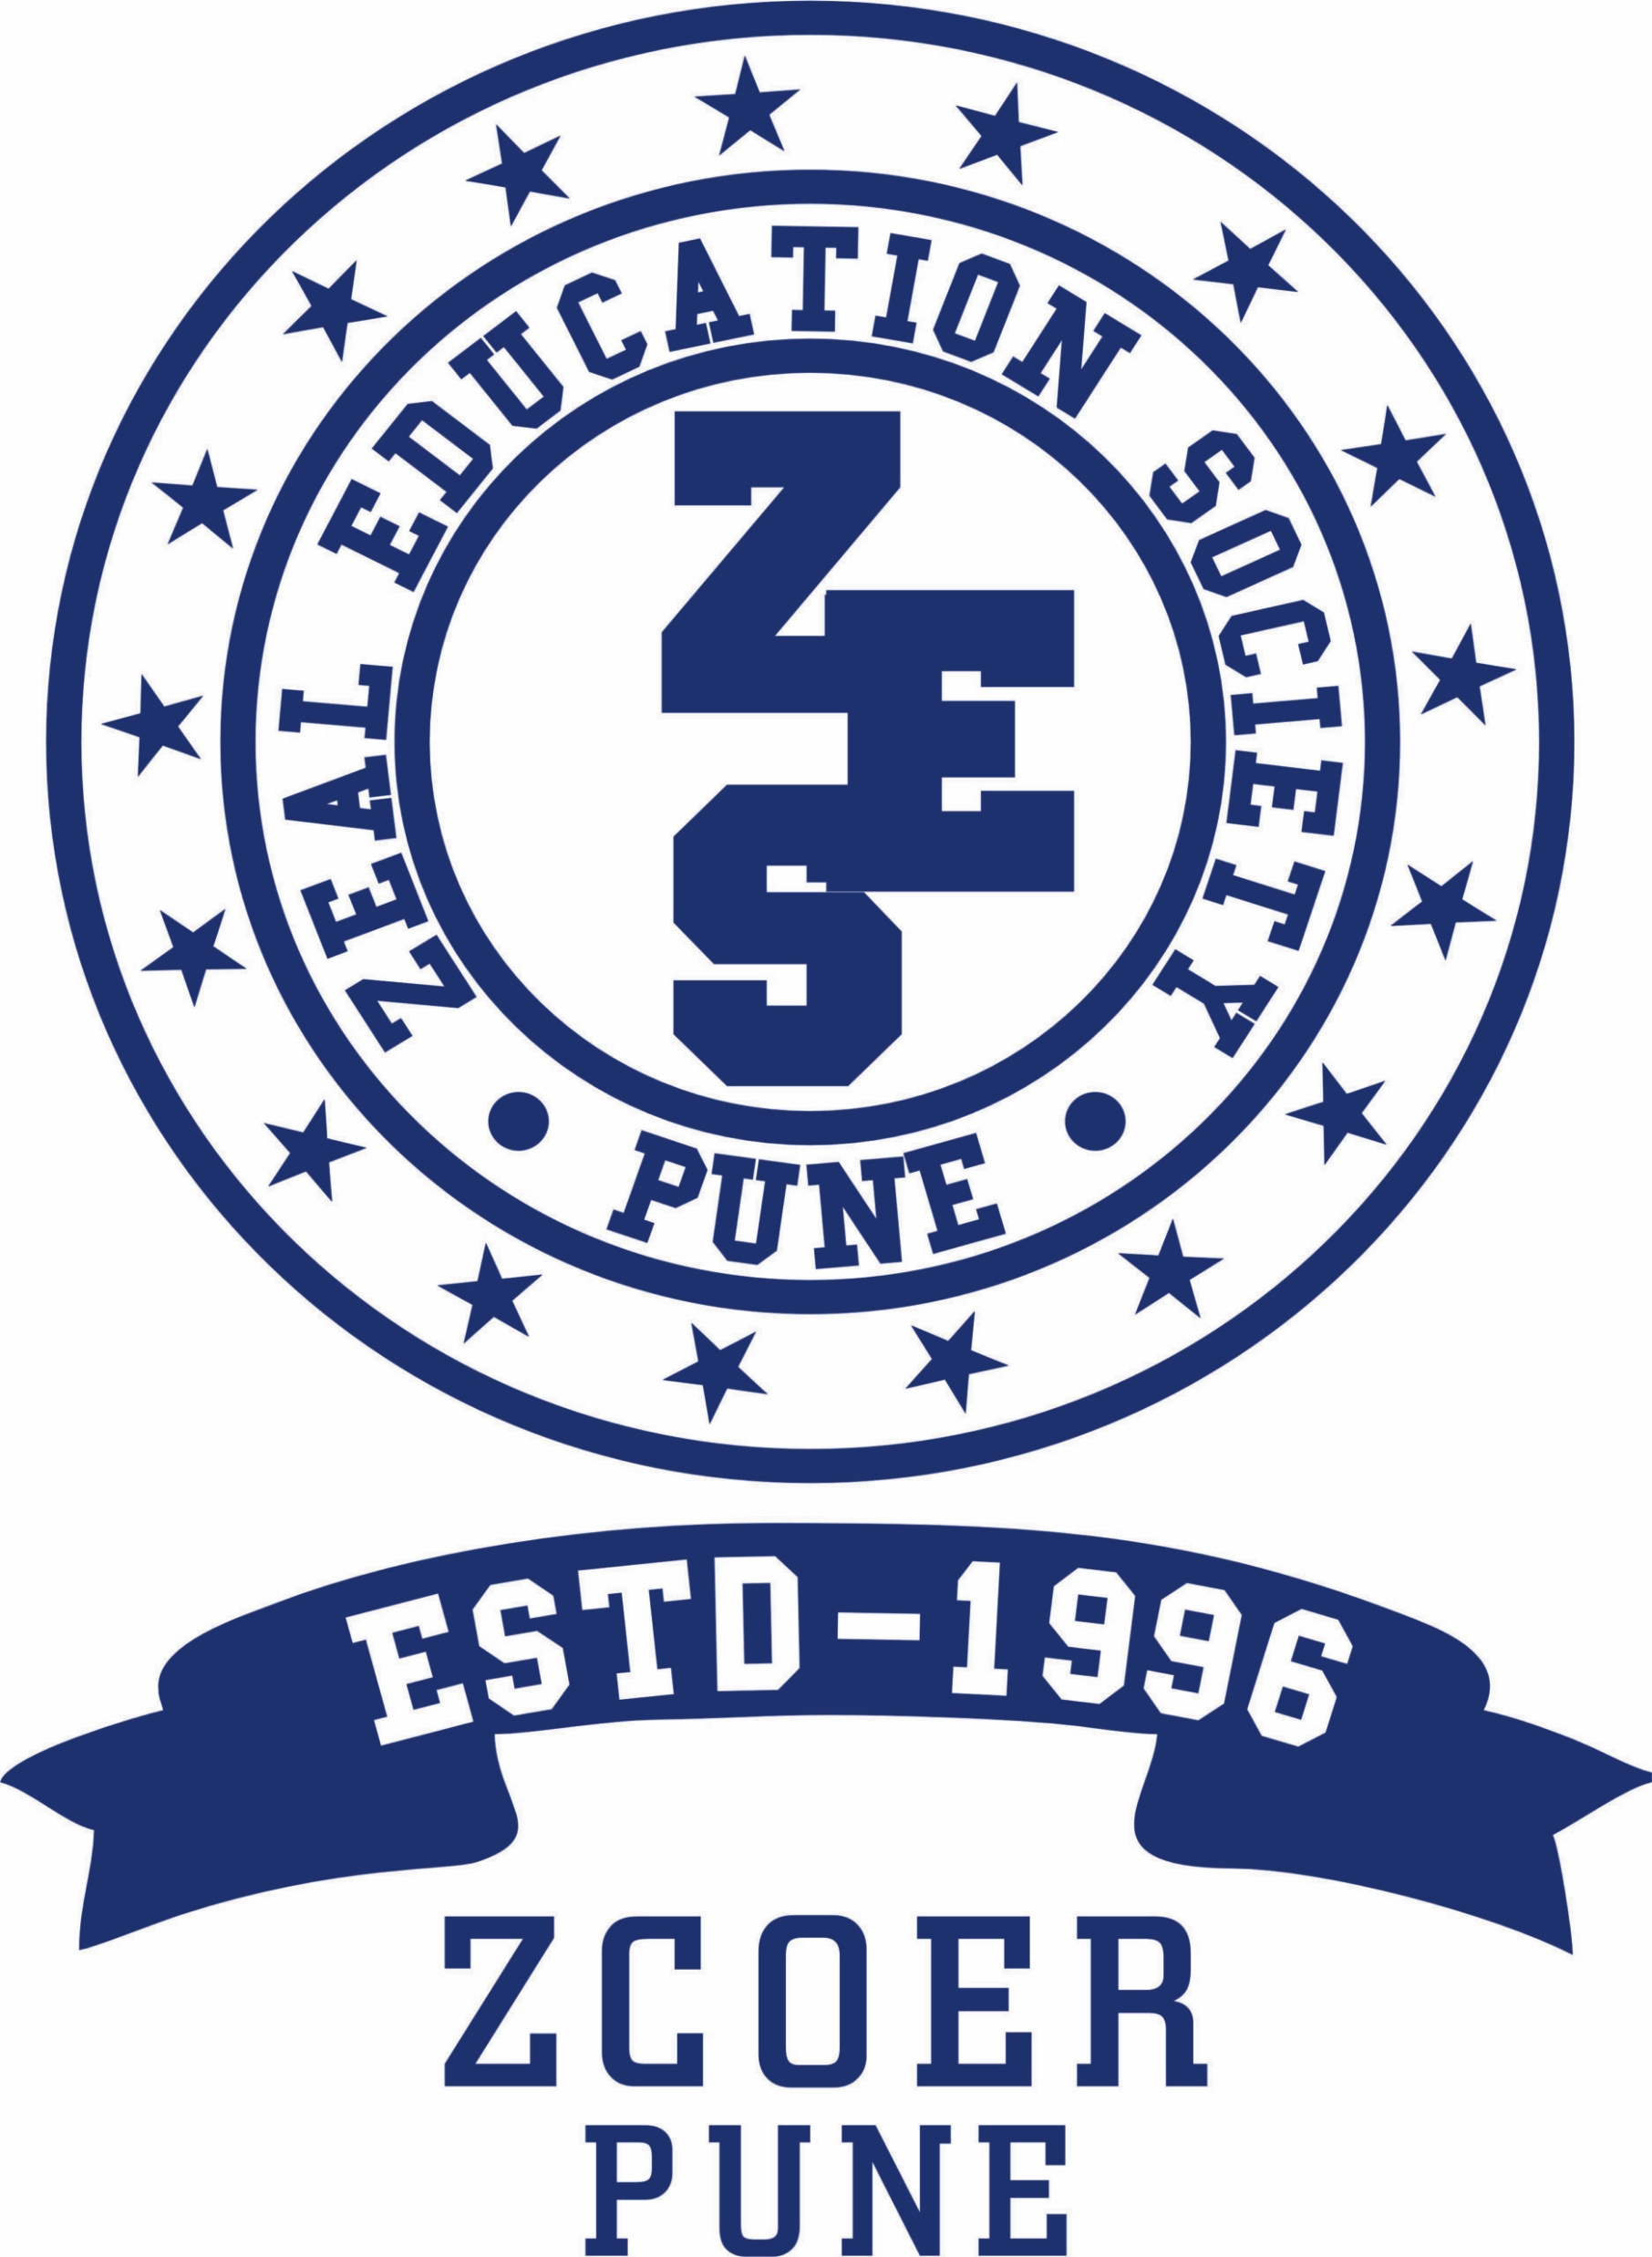 ZEAL EDUCATION SOCIETY
PUNE
ZES
ESTD-1996
ZCOER
PUNE